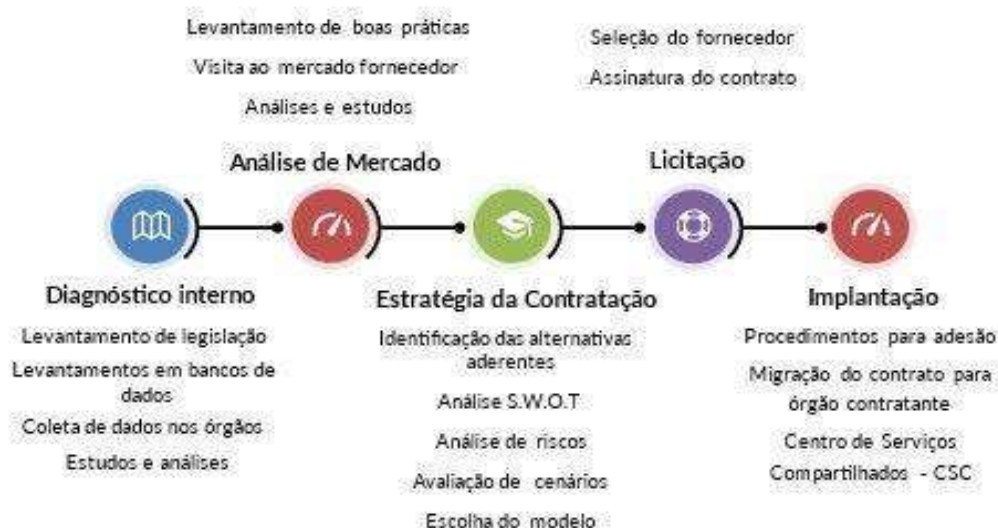 Levantamento de boas práticas
Visita ao mercado fornecedor
Análises e estudos
Análise de Mercado
Seleção do fornecedor
Assinatura do contrato
Licitação
Diagnóstico interno
Levantamento de legislação
Levantamentos em bancos de
dados
Coleta de dados nos órgãos
Estudos e análises
Estratégia da Contratação
Identificação das alternativas
aderentes
Análise S.W.O.T
Análise de riscos
Avaliação de cenários
Escolha do modelo
Implantação
Procedimentos para adesão
Migração do contrato para
órgão contratante
Centro de Serviços
Compartilhados - CSC